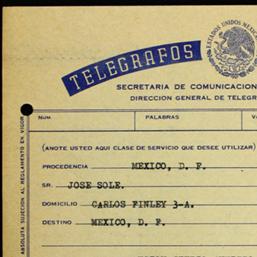 ESTADOS UNIDOS MEXICANOS
TELEGRAFOS
SECRETARIA DE COMUNICACION
DIRECCION GENERAL DE TELEGR
NUM. PALABRAS
(ANOTE USTED AQUI CLASE DE SERVICIO QUE DESEE UTILIZAR)
PROCEDENCIA MEXICO, D. F.
SR. JOSE SOLE.
DOMICILIO CARLOS FINLEY 3-A.
DESTINO MEXICO, D. F.
ABSOLUTA SUJECION AL REGLAMENTO EN VIGOR